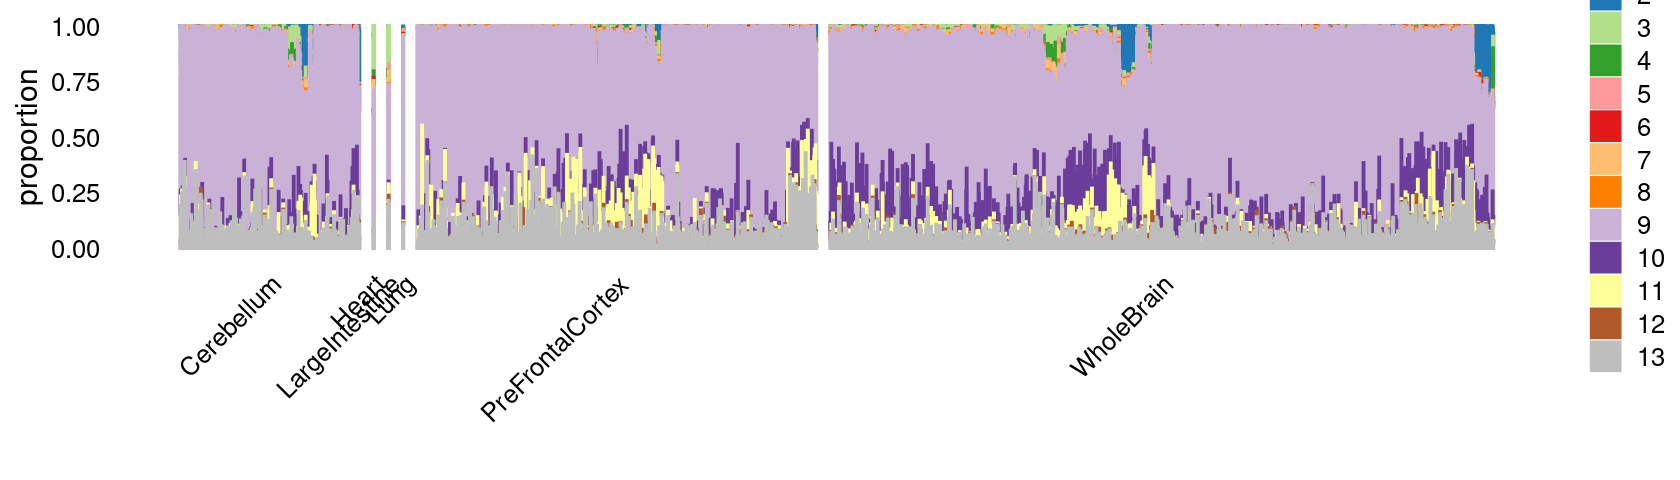 1.00
0.75
0.50
0.25
0.00
proportion
Cerebellum
Heart
LargeIntestine
Lung
PreFrontalCortex
WholeBrain
3
4
5
6
7
8
9
10
11
12
13